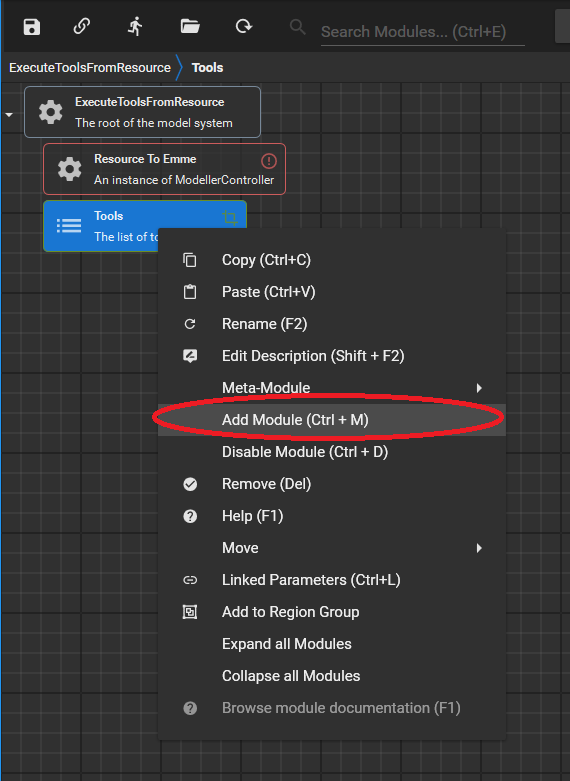 Search Modules... (Ctrl+E)
ExecuteToolsFromResource Tools
ExecuteToolsFromResource
The root of the model system
Resource To Emme
An instance of ModellerController
Tools
The list of to
Copy (Ctrl+C)
Paste (Ctrl+V)
Rename (F2)
Edit Description (Shift + F2)
Meta-Module
Add Module (Ctrl + M)
Disable Module (Ctrl + D)
Remove (Del)
Help (F1)
Move
Linked Parameters (Ctrl+L)
Add to Region Group
Expand all Modules
Collapse all Modules
Browse module documentation (F1)